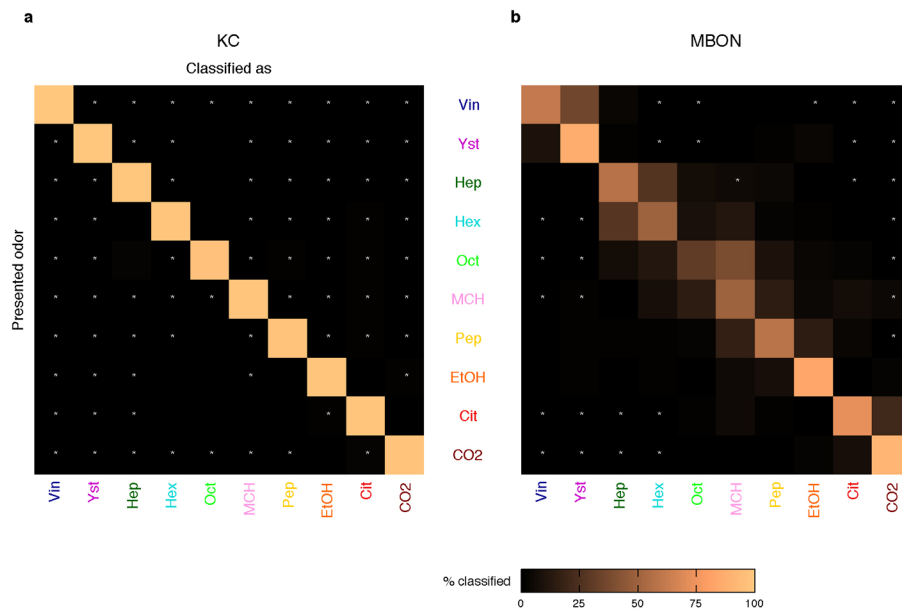 a
b
KC
MBON
Classified as
Presented odor
Vin
Yst
Hep
Hex
Oct
MCH
Pep
EtOH
Cit
CO2
Vin Yst Hep Hex Oct MCH Pep EtOH Cit CO2
Vin Yst Hep Hex Oct MCH Pep EtOH Cit CO2
% classified
0 25 50 75 100